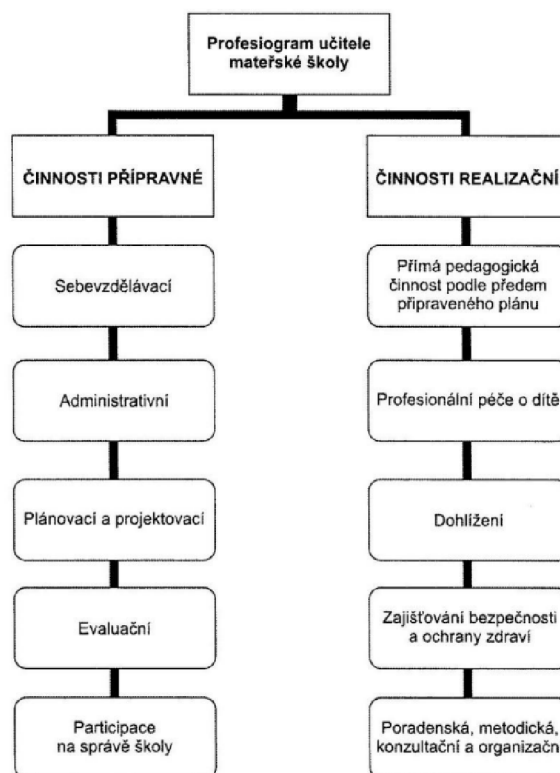 Profesiogram učitele
mateřské školy
ČINNOSTI PŘÍPRAVNÉ
Sebevzdělávací
Administrativní
Plánovací a projektovací
Evaluační
Participace
na správě školy
ČINNOSTI REALIZAČNÍ
Přímá pedagogická
činnost podle předem
připraveného plánu
Profesionální péče o dítě
Dohlížení
Zajišťování bezpečnosti
a ochrany zdraví
Poradenská, metodická,
konzultační a organizačn